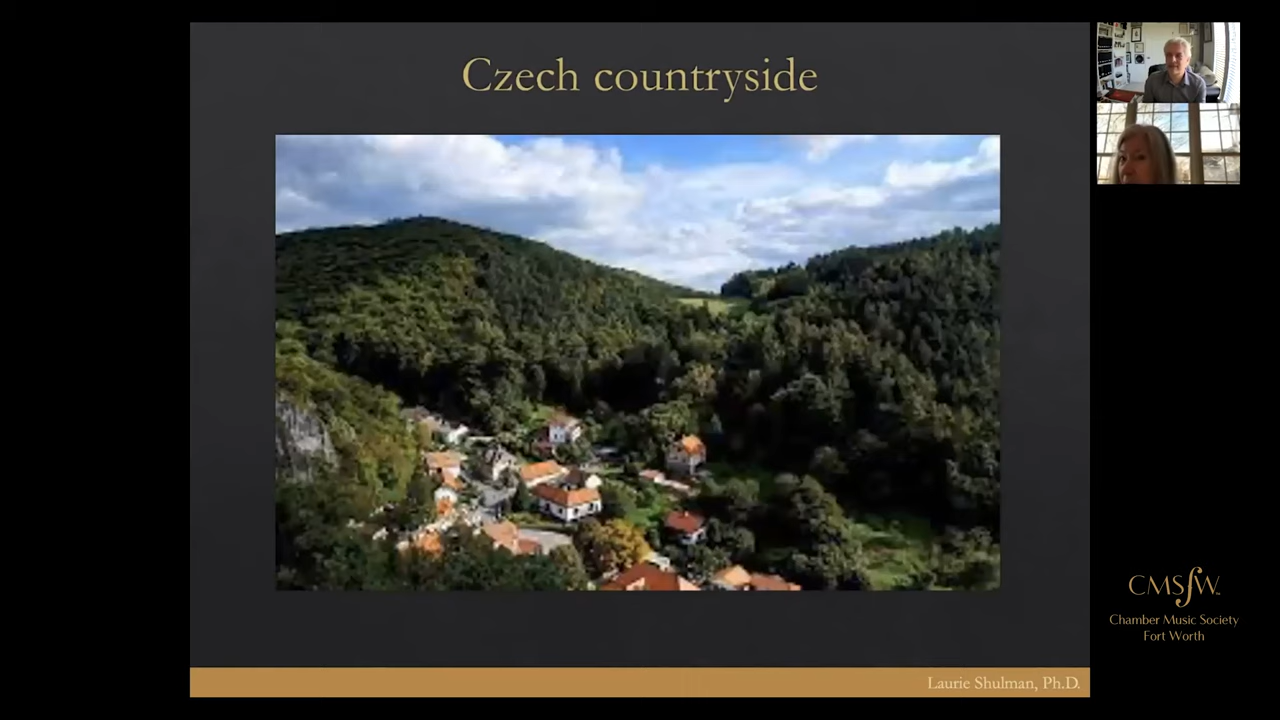 Czech countryside
CMSfW
Chamber Music Society
Fort Worth
Laurie Shulman, Ph.D.